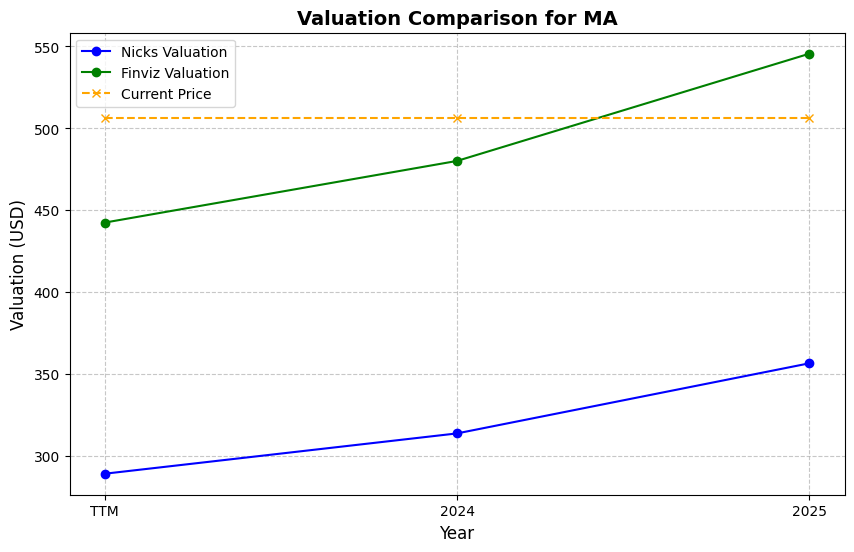 Valuation Comparison for MA
Nicks Valuation
Finviz Valuation
Current Price
Valuation (USD)
550
500
450
400
350
300
TTM
2024
2025
Year